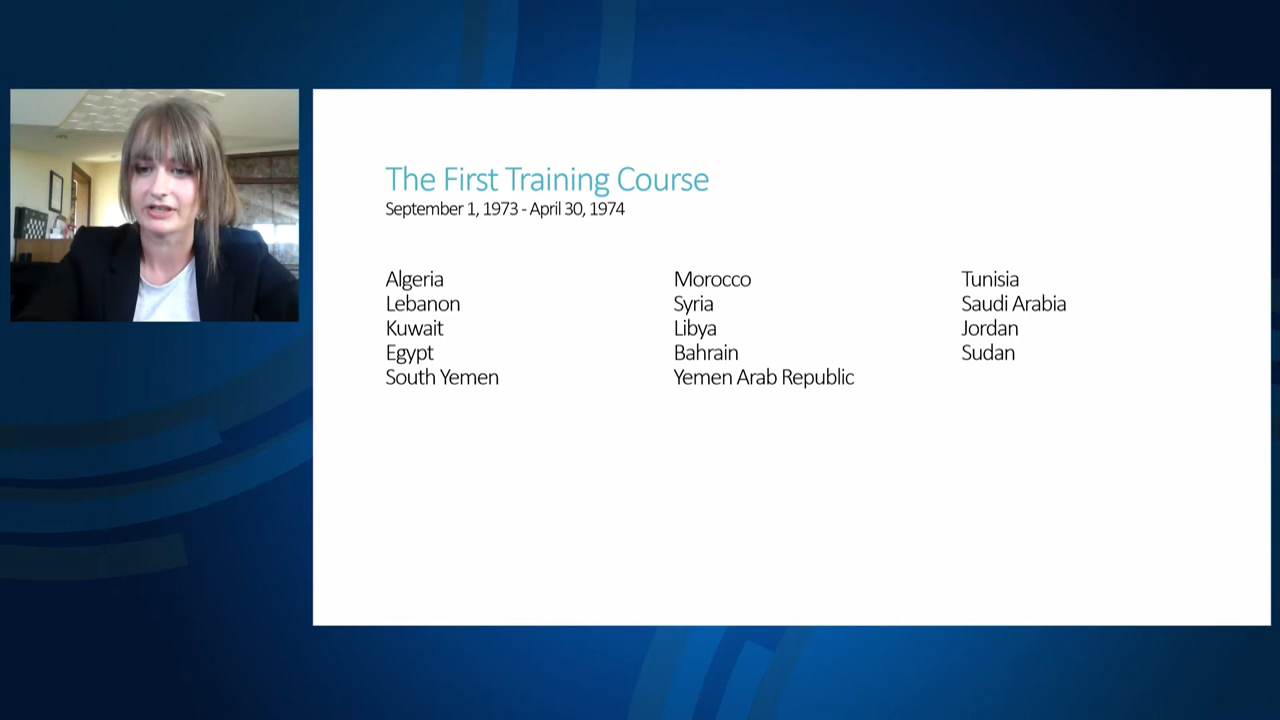 The First Training Course
September 1, 1973 - April 30, 1974
Algeria
Lebanon
Kuwait
Egypt
South Yemen
Morocco
Syria
Libya
Bahrain
Yemen Arab Republic
Tunisia
Saudi Arabia
Jordan
Sudan